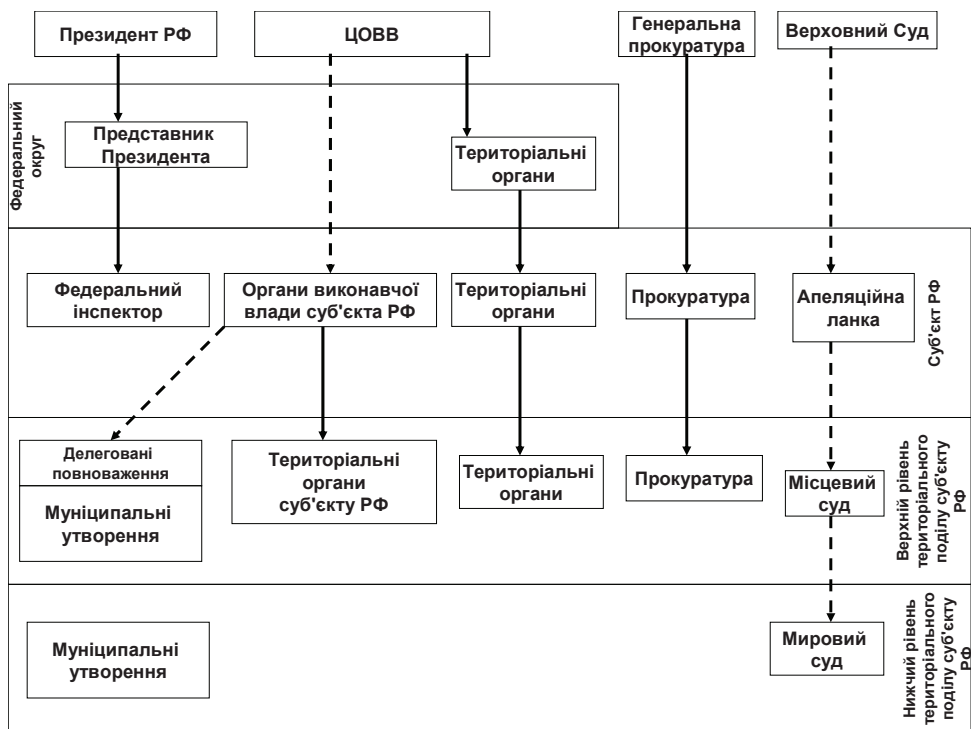 Президент РФ
ЦОВВ
Генеральна
прокуратура
Верховний Суд
Федеральний
округ
Представник
Президента
Територіальні
органи
Федеральний
інспектор
Органи виконавчої
влади суб'єкта РФ
Територіальні
органи
Прокуратура
Апеляційна
ланка
Суб'єкт РФ
Делеговані
повноваження
Муніципальні
утворення
Територіальні
органи
суб'єкту РФ
Територіальні
органи
Прокуратура
Місцевий
суд
Верхній рівень
територіального
поділу суб'єкту
РФ
Муніципальні
утворення
Мировий
суд
Нижчий рівень
територіального
поділу суб'єкту
РФ